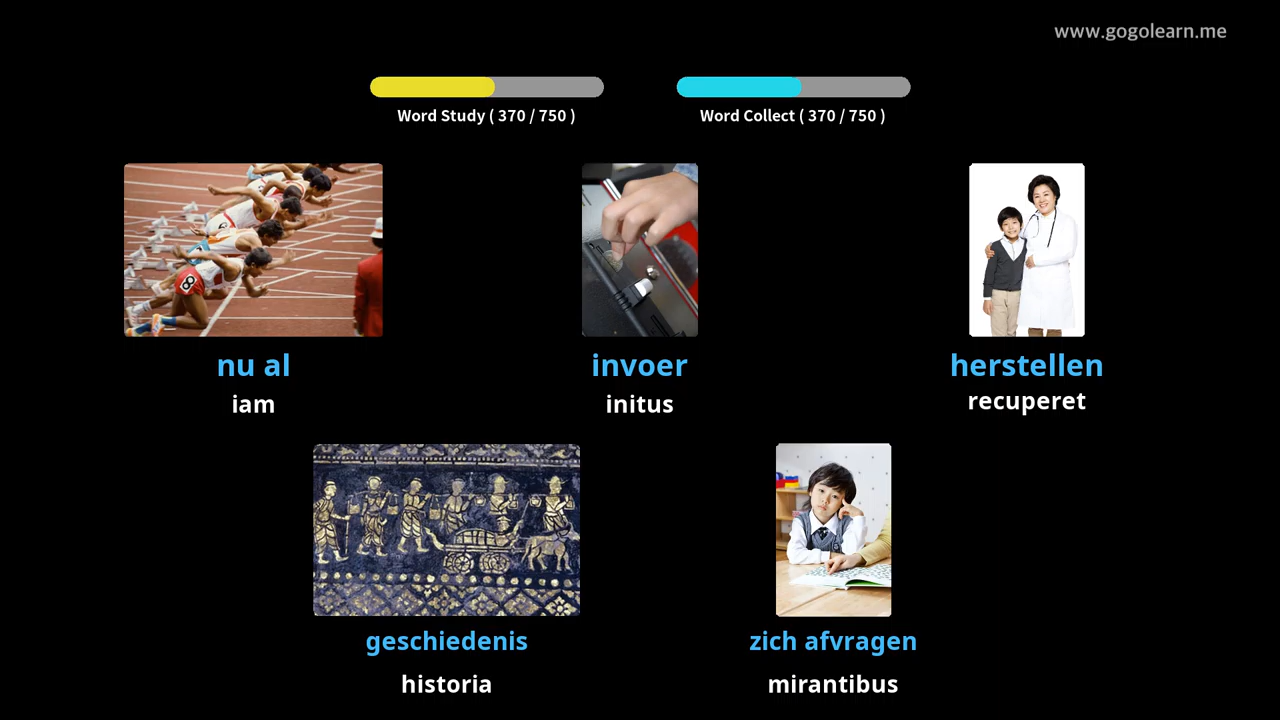 www.gogolearn.me
Word Study ( 370 / 750 )
Word Collect ( 370 / 750 )
nu al
iam
invoer
initus
herstellen
recuperet
geschiedenis
historia
zich afvragen
mirantibus